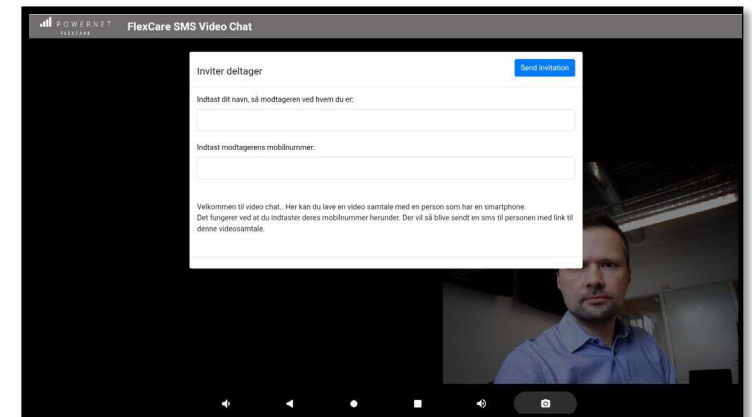 POWERNET
FLEXCARE
FlexCare SMS Video Chat
Inviter deltager
Send invitation
Indtast dit navn, så modtageren ved hvem du er:
Indtast modtagerens mobilnummer:
Velkommen til video chat.. Her kan du lave en video samtale med en person som har en smartphone.
Det fungerer ved at du indtaster deres mobilnummer herunder. Der vil så blive sendt en sms til personen med link til
denne videosamtale.